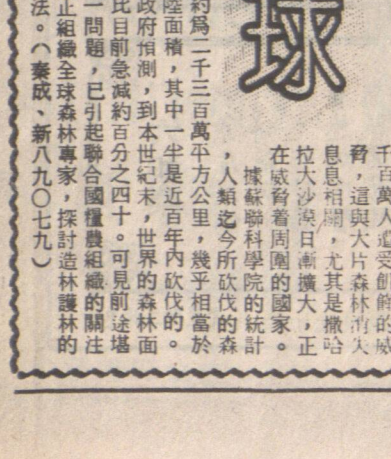 球
千百萬人遭受飢餓的威
脅，這與大片森林消失
息息相關，尤其是撒哈
拉大沙漠日漸擴大，正
在威脅着周圍的國家。
據蘇聯科學院的統計
，人類迄今所砍伐的森
約爲二千三百萬平方公里，幾乎相當於
陸面積，其中一半是近百年內砍伐的。
政府預測，到本世紀末，世界的森林面
比目前急減約百分之四十。可見前途堪
一問題，已引起聯合國糧農組織的關注
正組織全球森林專家，探討造林護林的
法。（秦成、新八九〇七九）